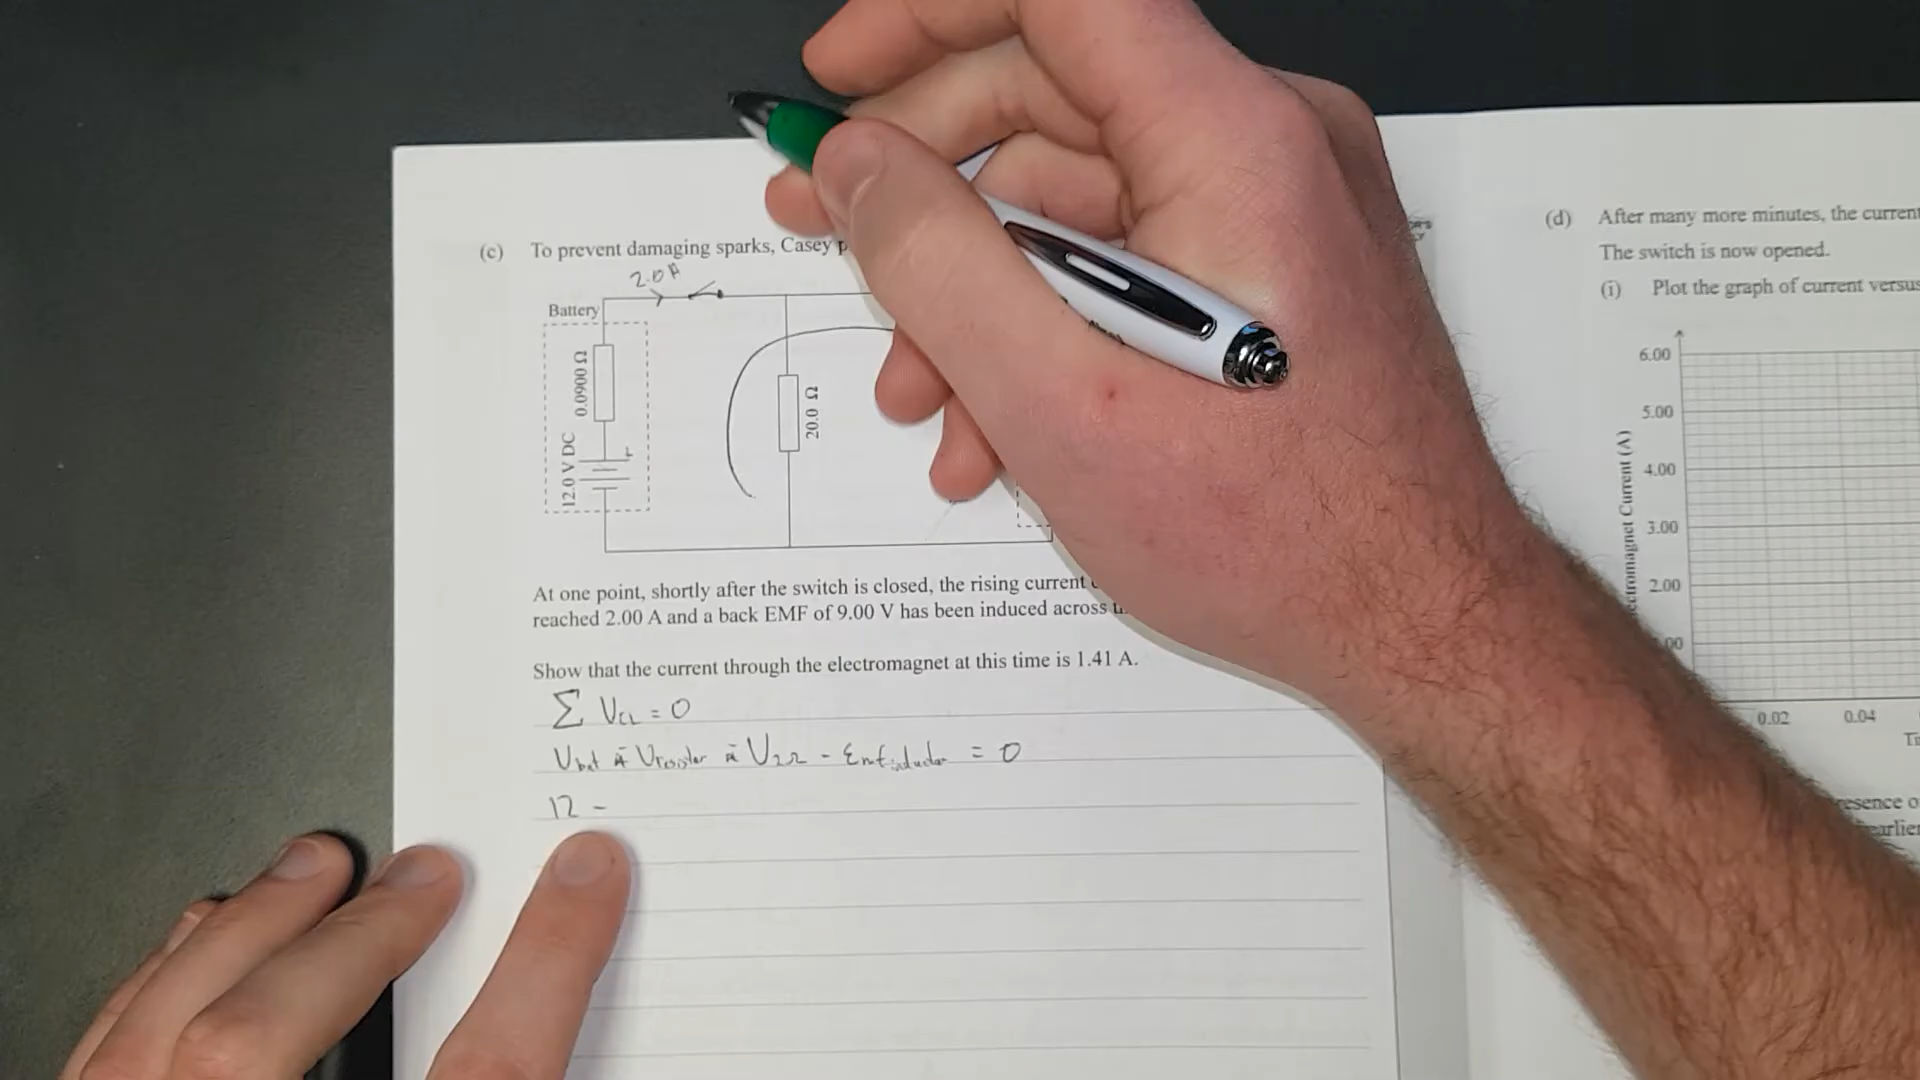 (c) To prevent damaging sparks, Casey
2.0A
Battery
0.0900 Ω
12.0 V DC
20.0 Ω
At one point, shortly after the switch is closed, the rising current
reached 2.00 A and a back EMF of 9.00 V has been induced across
Show that the current through the electromagnet at this time is 1.41 A.
Σ VCL = 0
Vbat - Vresistor - V2Ω - Emfinductor = 0
12 -
(d) After many more minutes, the current
The switch is now opened.
(i) Plot the graph of current versus
6.00
5.00
4.00
3.00
2.00
Electromagnet Current (A)
0.02 0.04